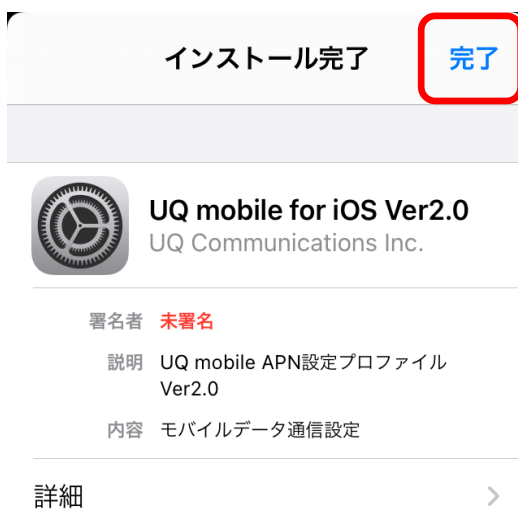 インストール完了 完了
UQ mobile for iOS Ver2.0
UQ Communications Inc.
署名者 未署名
説明 UQ mobile APN設定プロファイル
Ver2.0
内容 モバイルデータ通信設定
詳細